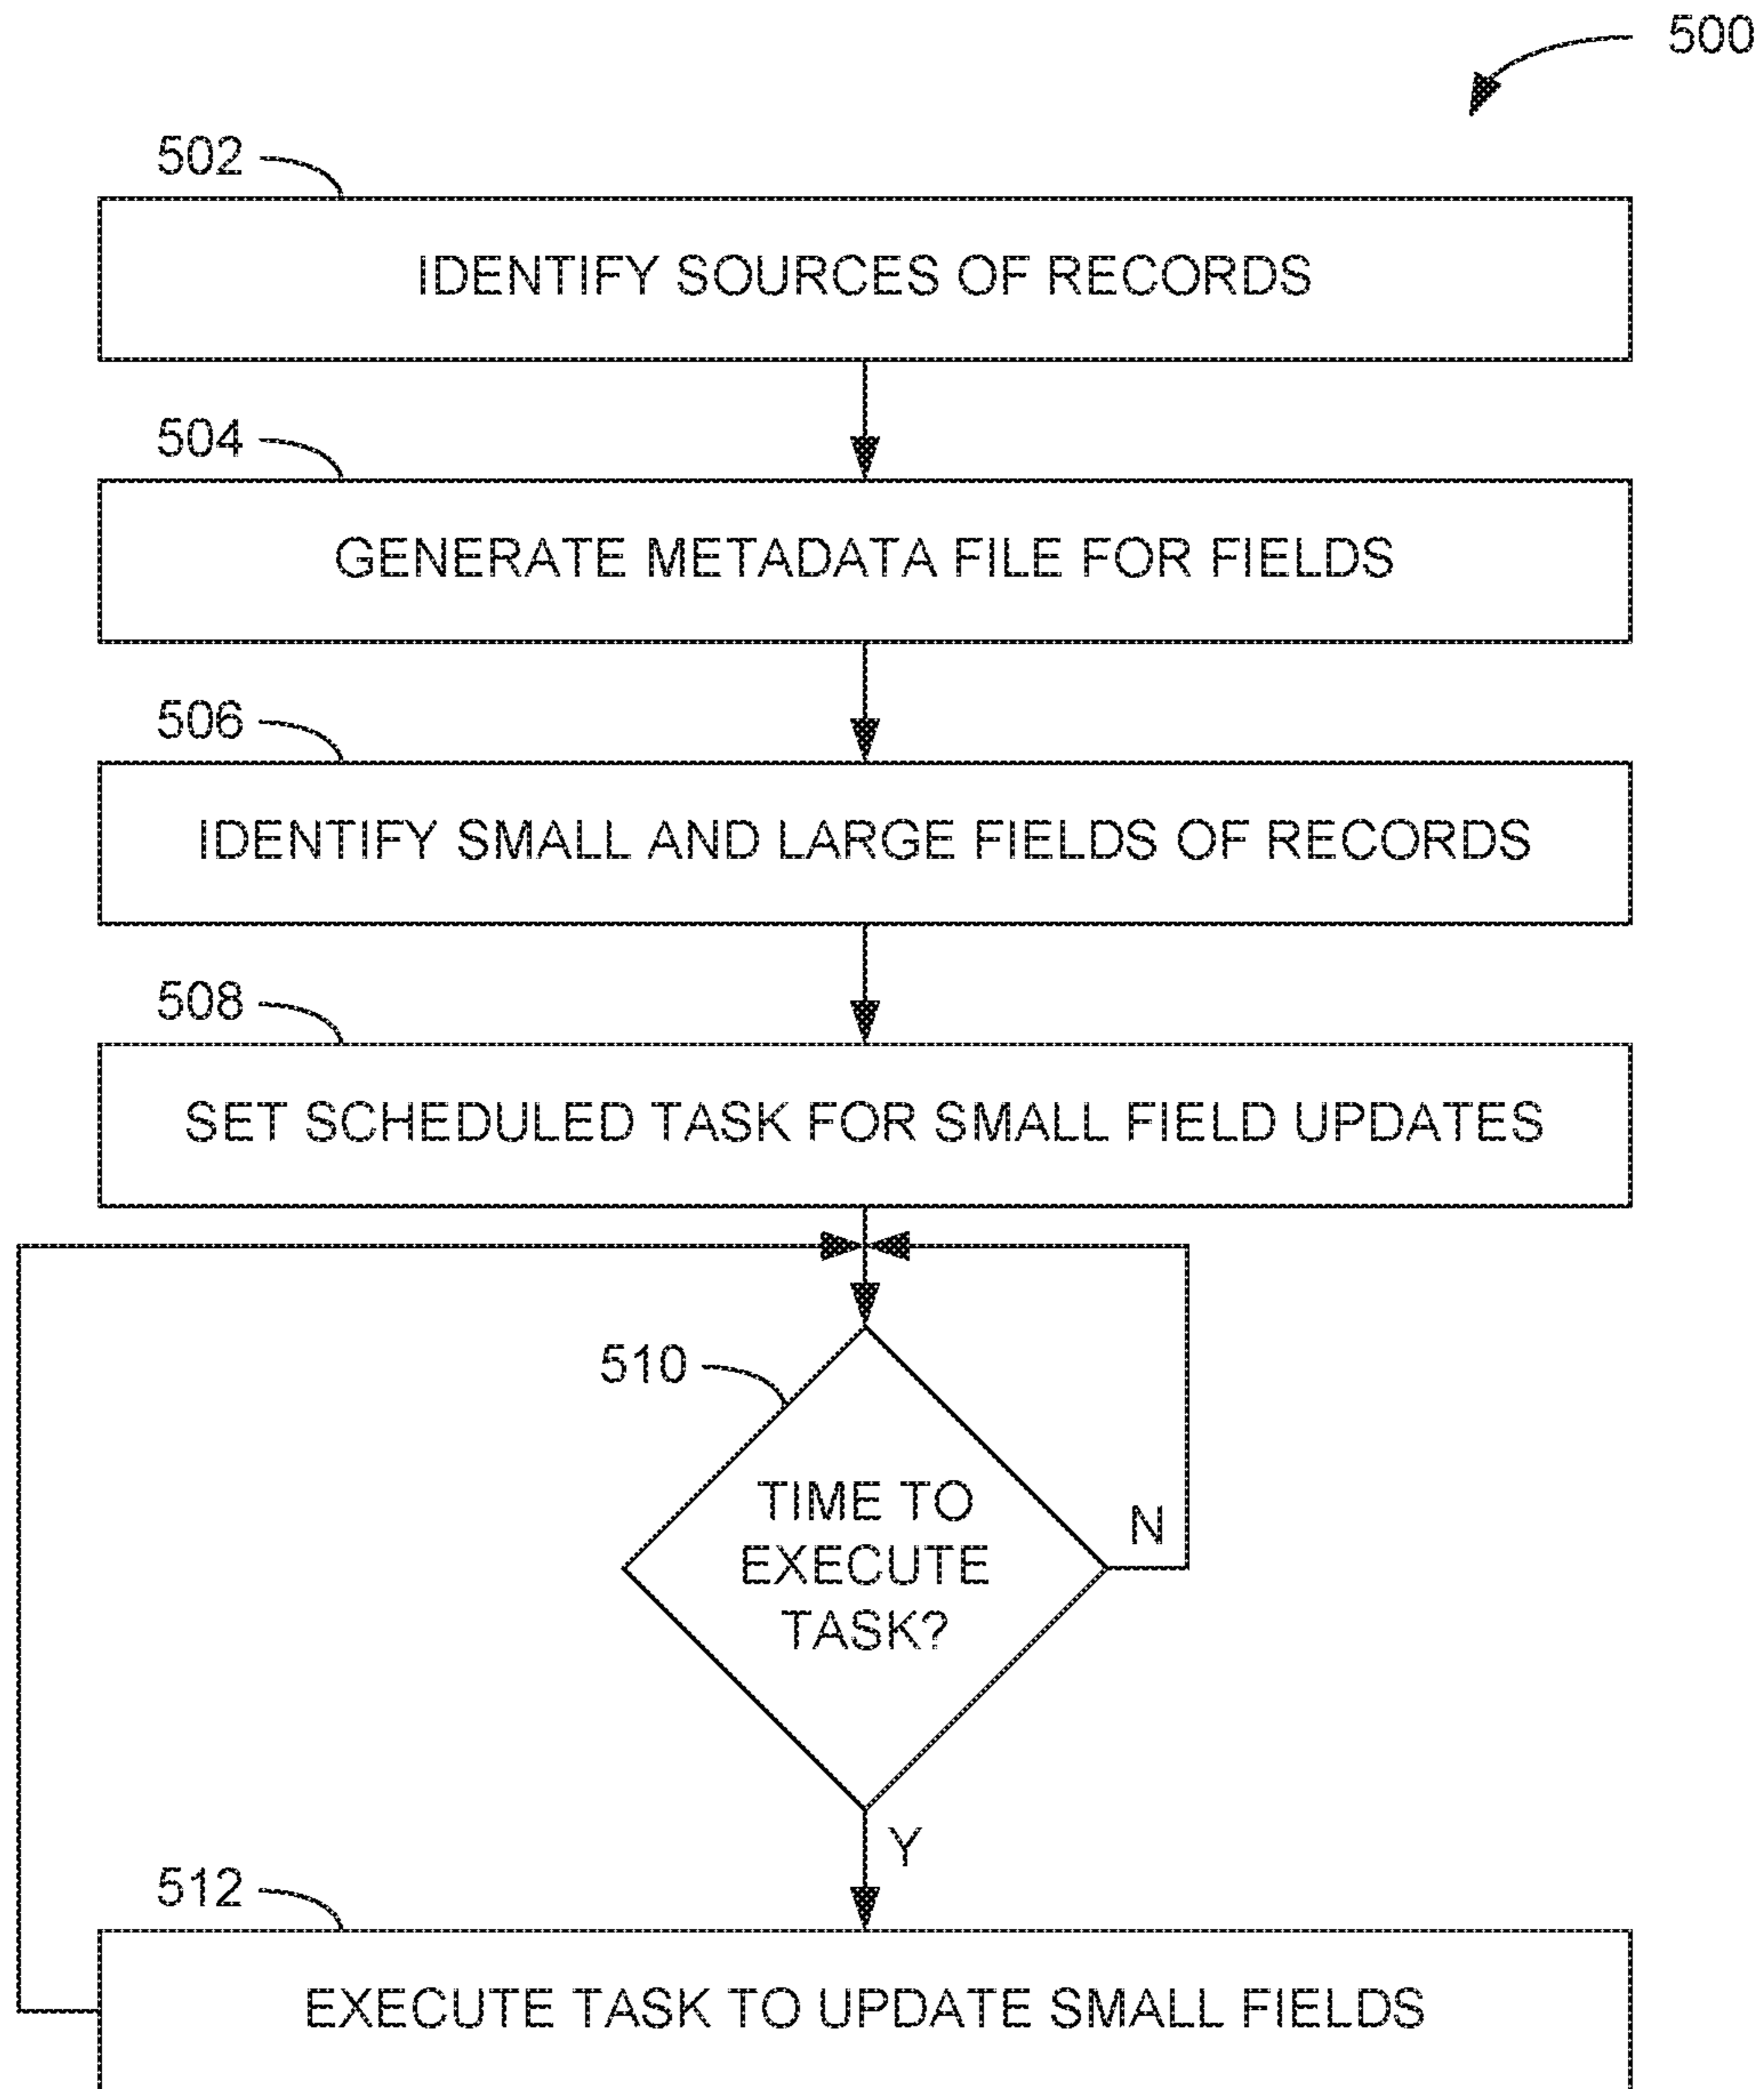 500
502
IDENTIFY SOURCES OF RECORDS
504
GENERATE METADATA FILE FOR FIELDS
506
IDENTIFY SMALL AND LARGE FIELDS OF RECORDS
508
SET SCHEDULED TASK FOR SMALL FIELD UPDATES
510
TIME TO
EXECUTE
TASK?
N
Y
512
EXECUTE TASK TO UPDATE SMALL FIELDS